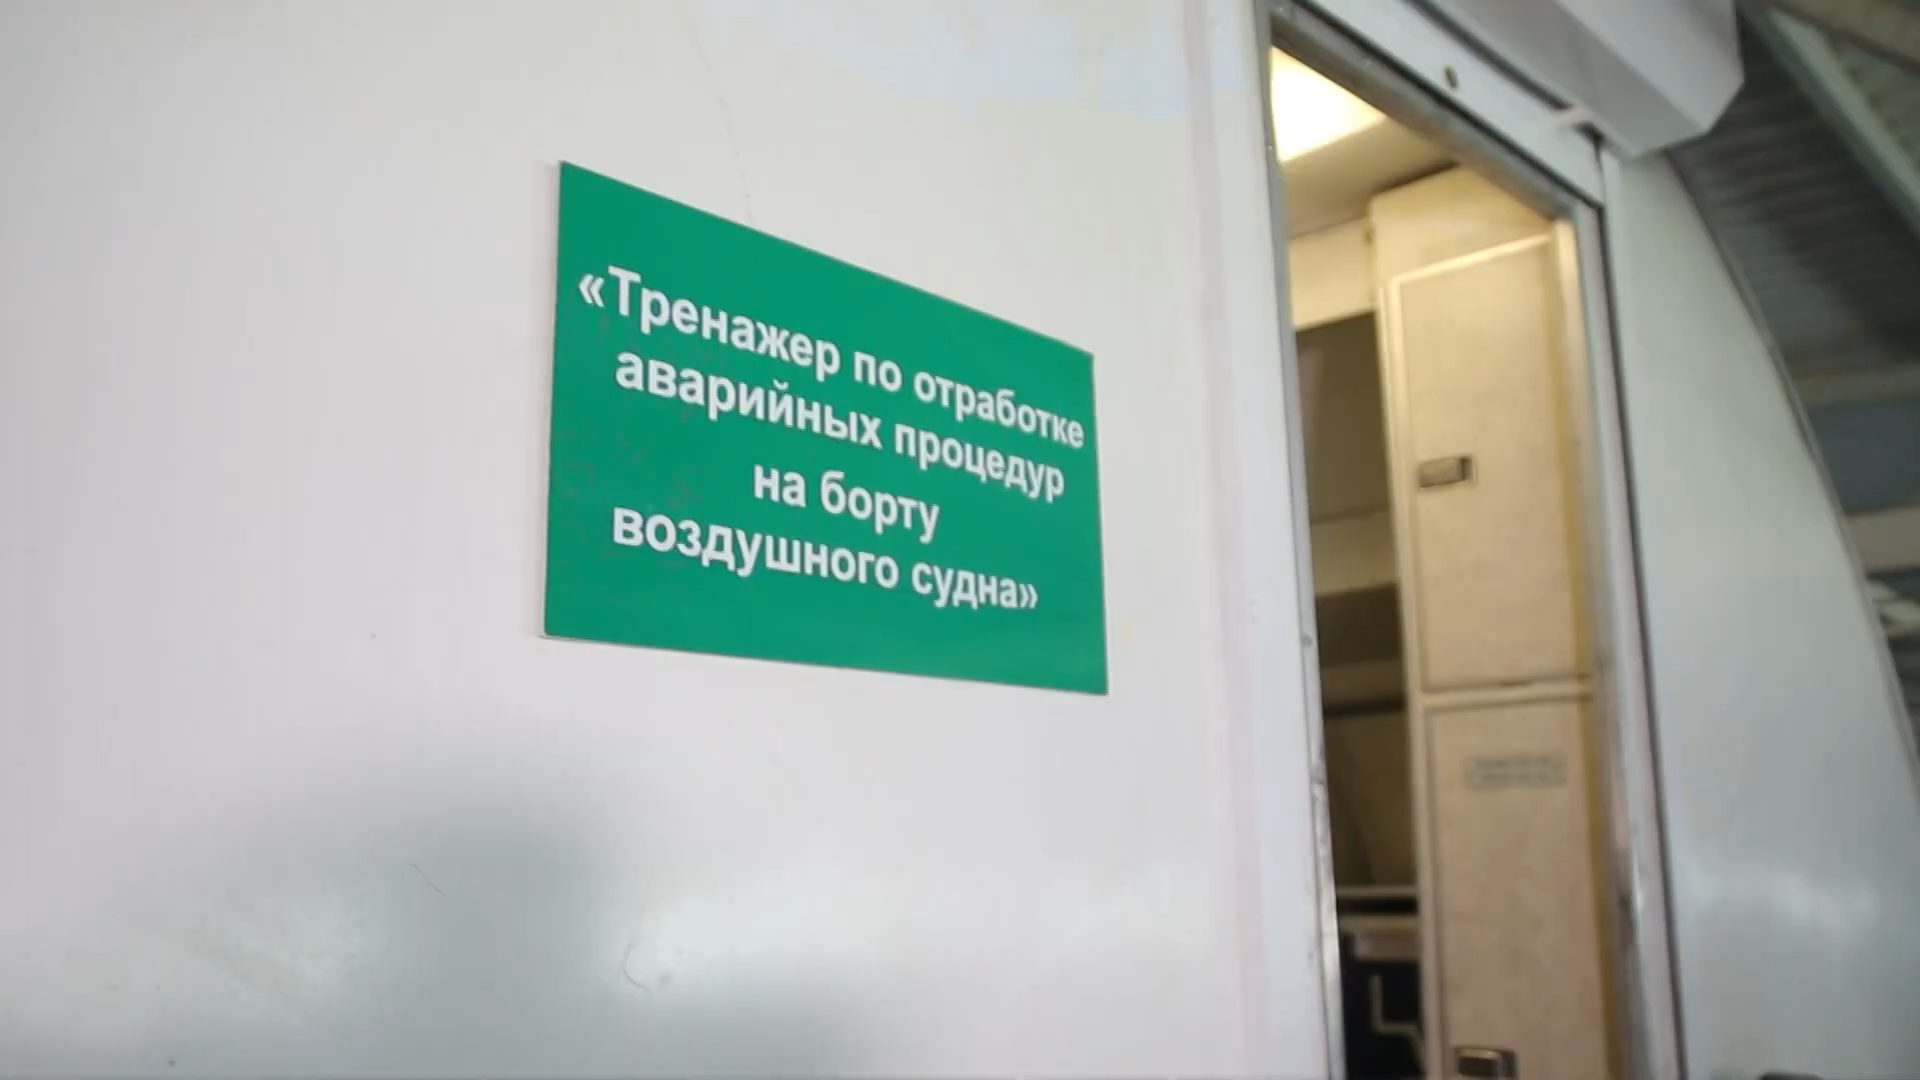 «Тренажер по отработке
аварийных процедур
на борту
воздушного судна»